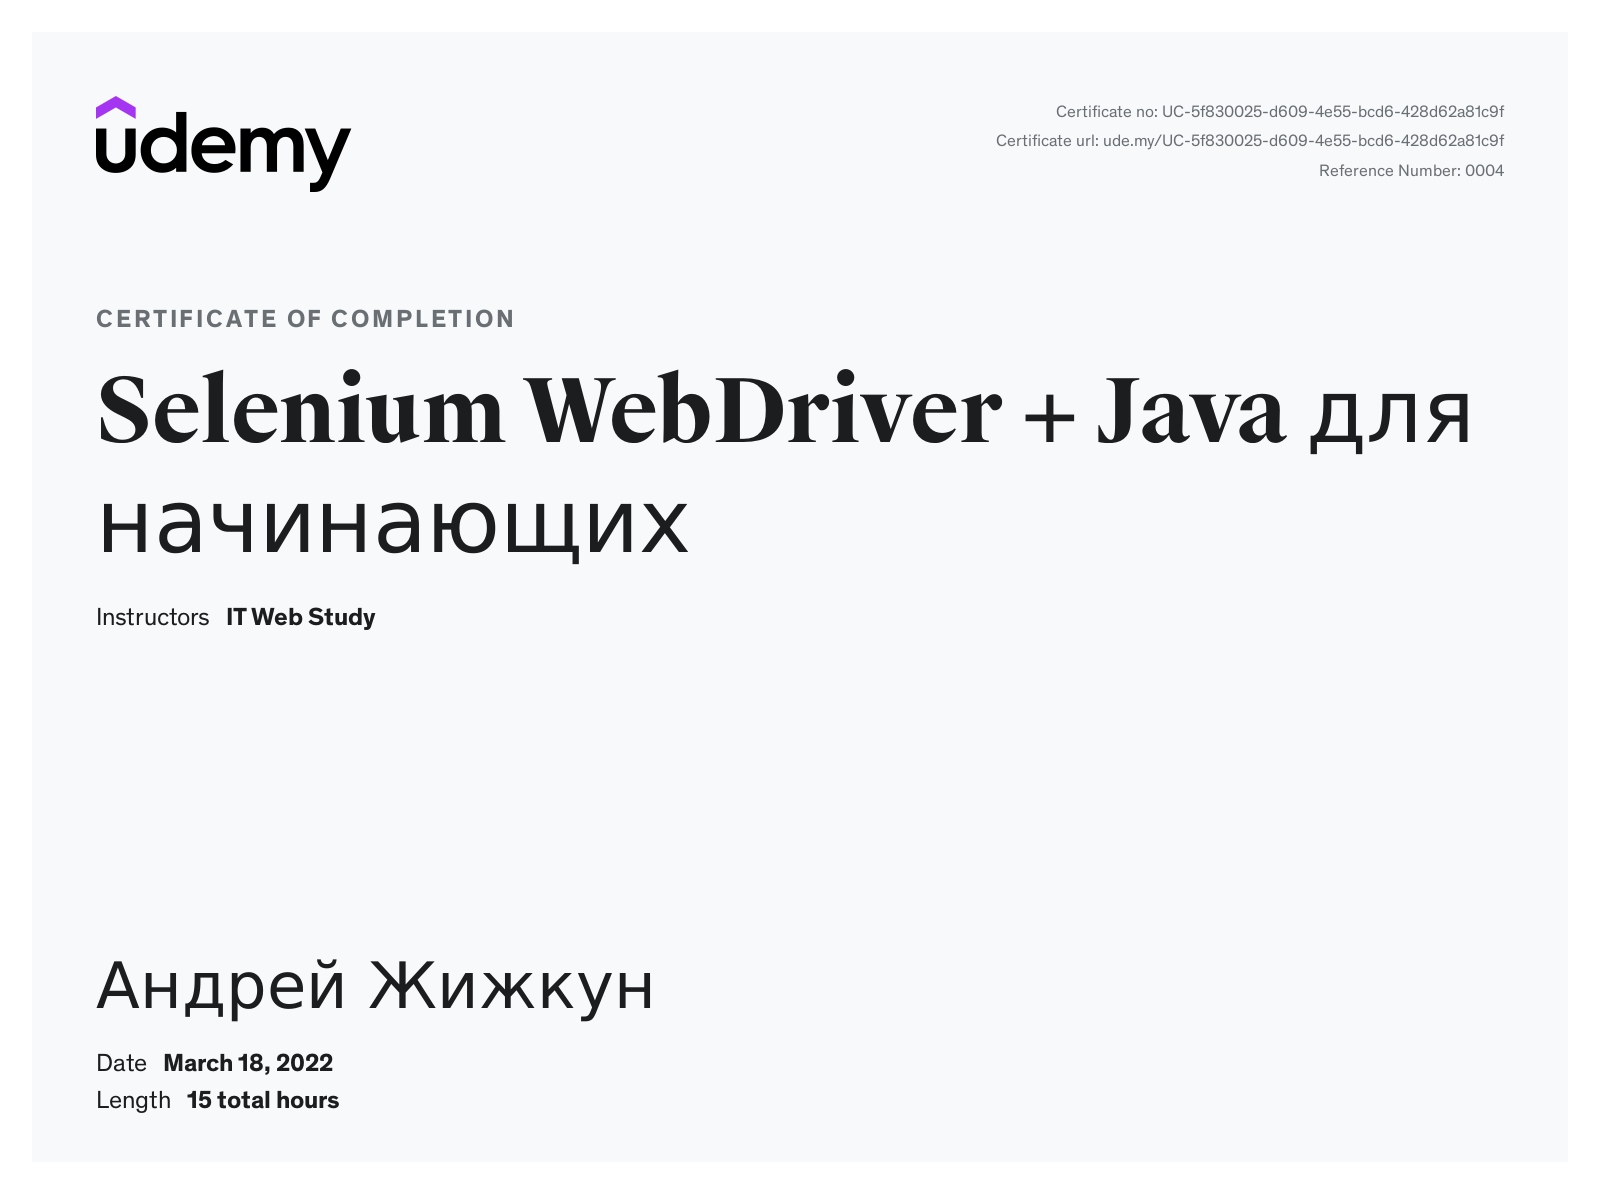 udemy
Certificate no: UC-5f830025-d609-4e55-bcd6-428d62a81c9f
Certificate url: ude.my/UC-5f830025-d609-4e55-bcd6-428d62a81c9f
Reference Number: 0004
CERTIFICATE OF COMPLETION
Selenium WebDriver + Java для
начинающих
Instructors IT Web Study
Андрей Жижкун
Date March 18, 2022
Length 15 total hours